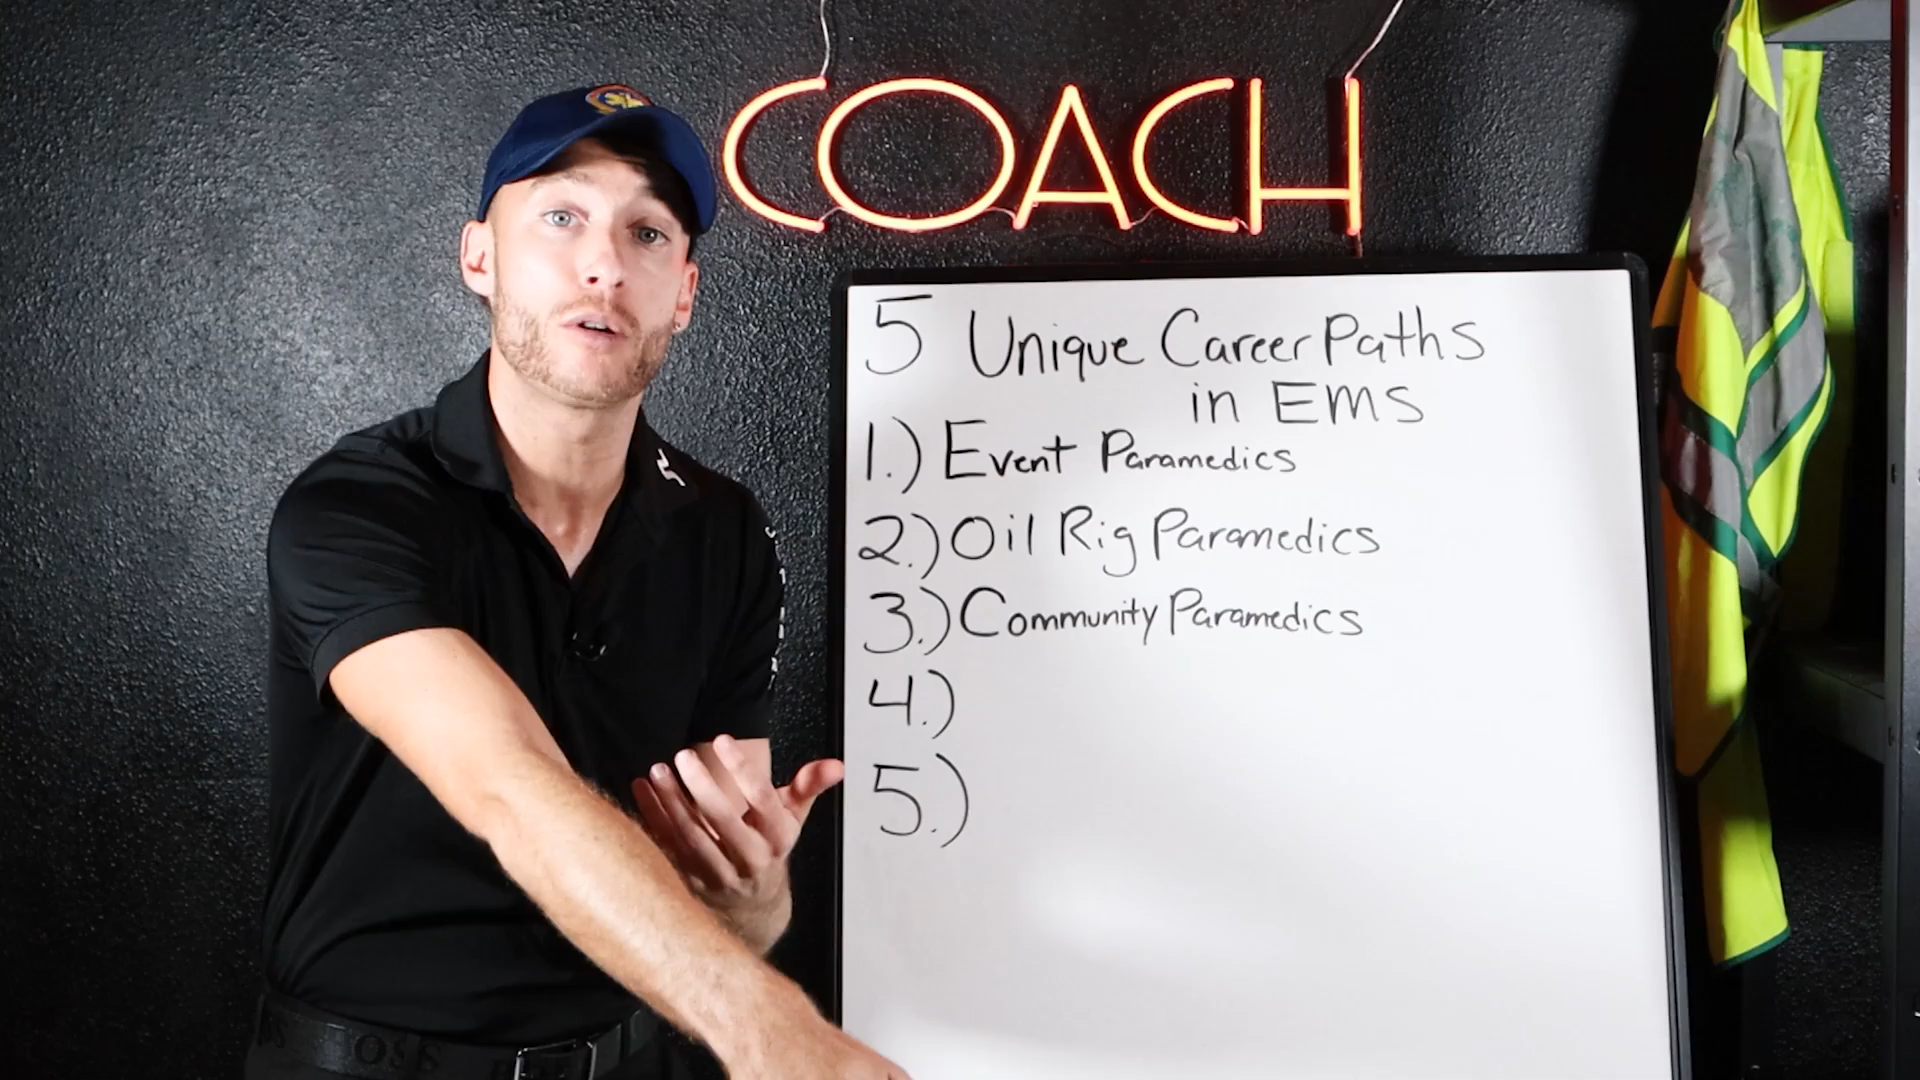 COACH
5 Unique Career Paths
in EMS
1.) Event Paramedics
2.) Oil Rig Paramedics
3.) Community Paramedics
4.)
5.)